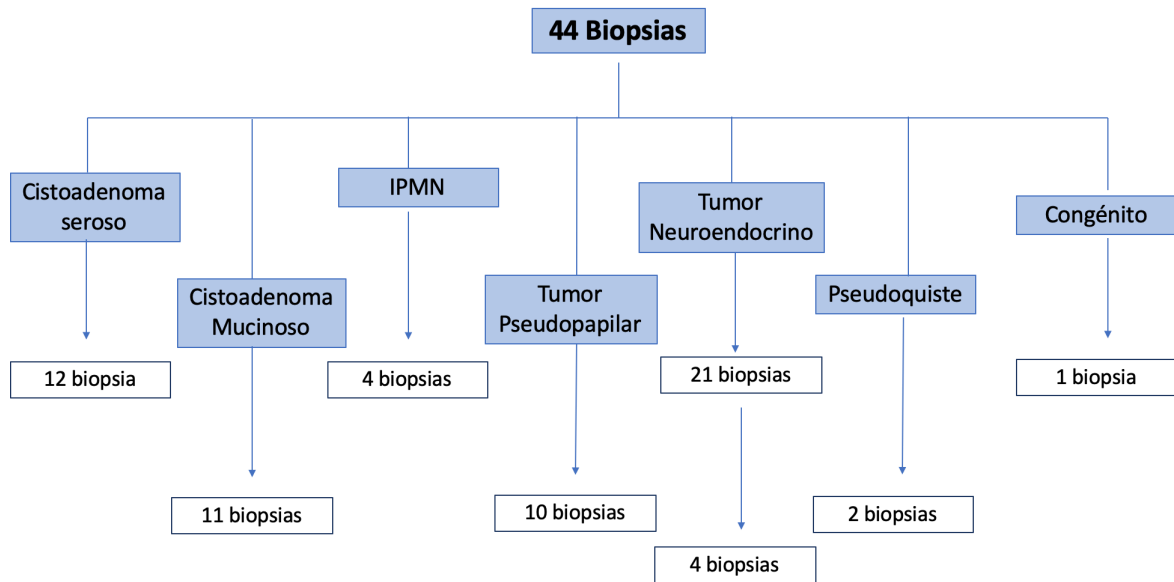 44 Biopsias
Cistoadenoma
seroso
IPMN
Tumor
Neuroendocrino
Congénito
Cistoadenoma
Mucinoso
Tumor
Pseudopapilar
Pseudoquiste
12 biopsia
4 biopsias
21 biopsias
1 biopsia
11 biopsias
10 biopsias
2 biopsias
4 biopsias